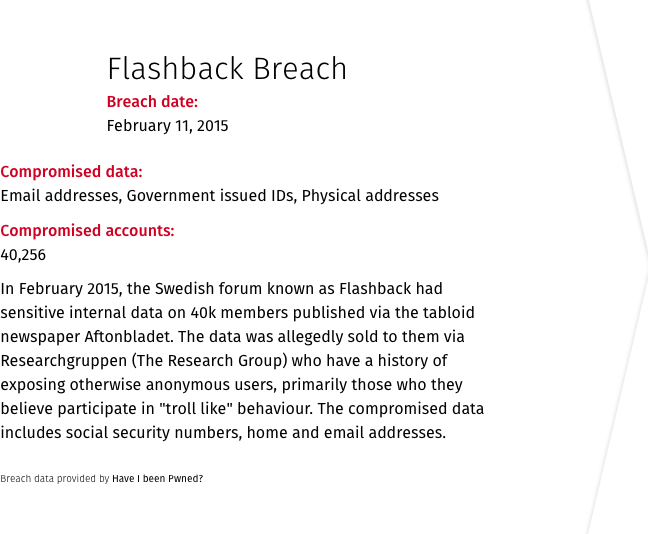 Flashback Breach
Breach date:
February 11, 2015
Compromised data:
Email addresses, Government issued IDs, Physical addresses
Compromised accounts:
40,256
In February 2015, the Swedish forum known as Flashback had
sensitive internal data on 40k members published via the tabloid
newspaper Aftonbladet. The data was allegedly sold to them via
Researchgruppen (The Research Group) who have a history of
exposing otherwise anonymous users, primarily those who they
believe participate in "troll like" behaviour. The compromised data
includes social security numbers, home and email addresses.
Breach data provided by Have I been Pwned?